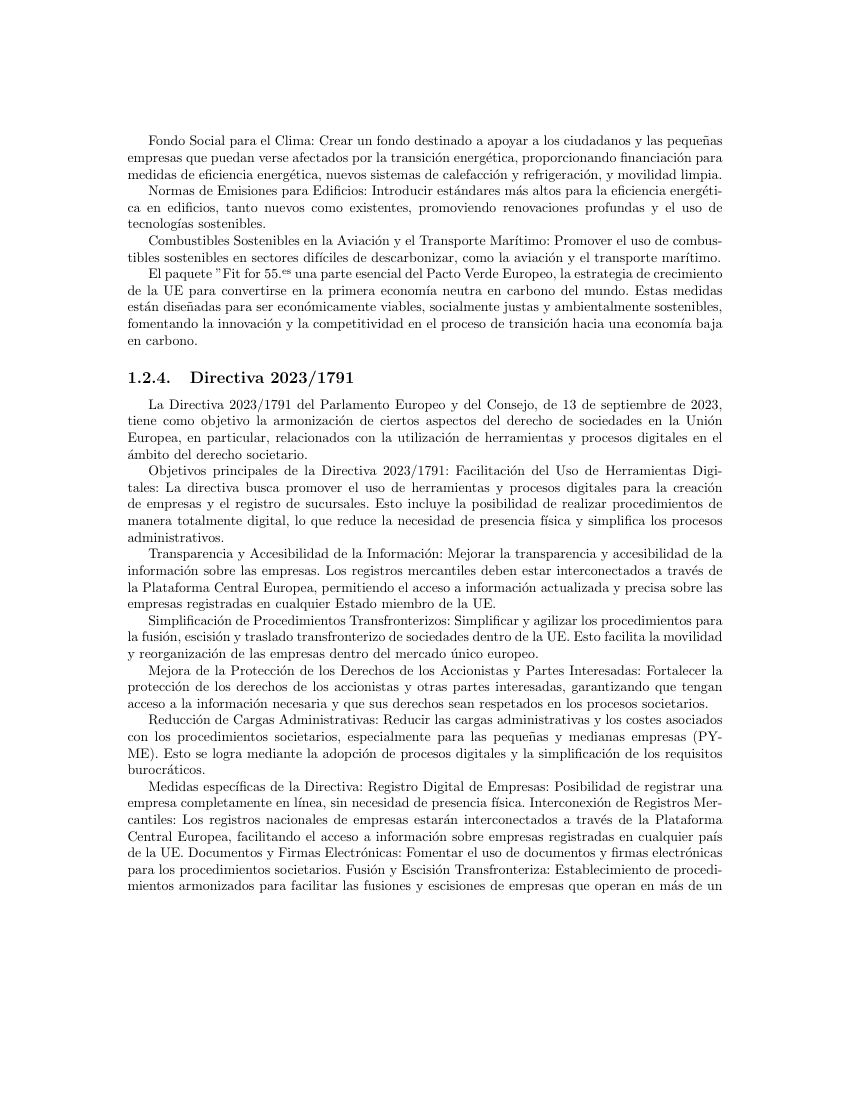 Fondo Social para el Clima: Crear un fondo destinado a apoyar a los ciudadanos y las pequeñas
empresas que puedan verse afectados por la transición energética, proporcionando financiación para
medidas de eficiencia energética, nuevos sistemas de calefacción y refrigeración, y movilidad limpia.
Normas de Emisiones para Edificios: Introducir estándares más altos para la eficiencia energéti-
ca en edificios, tanto nuevos como existentes, promoviendo renovaciones profundas y el uso de
tecnologías sostenibles.
Combustibles Sostenibles en la Aviación y el Transporte Marítimo: Promover el uso de combus-
tibles sostenibles en sectores difíciles de descarbonizar, como la aviación y el transporte marítimo.
El paquete ”Fit for 55.es una parte esencial del Pacto Verde Europeo, la estrategia de crecimiento
de la UE para convertirse en la primera economía neutra en carbono del mundo. Estas medidas
están diseñadas para ser económicamente viables, socialmente justas y ambientalmente sostenibles,
fomentando la innovación y la competitividad en el proceso de transición hacia una economía baja
en carbono.
1.2.4. Directiva 2023/1791
La Directiva 2023/1791 del Parlamento Europeo y del Consejo, de 13 de septiembre de 2023,
tiene como objetivo la armonización de ciertos aspectos del derecho de sociedades en la Unión
Europea, en particular, relacionados con la utilización de herramientas y procesos digitales en el
ámbito del derecho societario.
Objetivos principales de la Directiva 2023/1791: Facilitación del Uso de Herramientas Digi-
tales: La directiva busca promover el uso de herramientas y procesos digitales para la creación
de empresas y el registro de sucursales. Esto incluye la posibilidad de realizar procedimientos de
manera totalmente digital, lo que reduce la necesidad de presencia física y simplifica los procesos
administrativos.
Transparencia y Accesibilidad de la Información: Mejorar la transparencia y accesibilidad de la
información sobre las empresas. Los registros mercantiles deben estar interconectados a través de
la Plataforma Central Europea, permitiendo el acceso a información actualizada y precisa sobre las
empresas registradas en cualquier Estado miembro de la UE.
Simplificación de Procedimientos Transfronterizos: Simplificar y agilizar los procedimientos para
la fusión, escisión y traslado transfronterizo de sociedades dentro de la UE. Esto facilita la movilidad
y reorganización de las empresas dentro del mercado único europeo.
Mejora de la Protección de los Derechos de los Accionistas y Partes Interesadas: Fortalecer la
protección de los derechos de los accionistas y otras partes interesadas, garantizando que tengan
acceso a la información necesaria y que sus derechos sean respetados en los procesos societarios.
Reducción de Cargas Administrativas: Reducir las cargas administrativas y los costes asociados
con los procedimientos societarios, especialmente para las pequeñas y medianas empresas (PY-
ME). Esto se logra mediante la adopción de procesos digitales y la simplificación de los requisitos
burocráticos.
Medidas específicas de la Directiva: Registro Digital de Empresas: Posibilidad de registrar una
empresa completamente en línea, sin necesidad de presencia física. Interconexión de Registros Mer-
cantiles: Los registros nacionales de empresas estarán interconectados a través de la Plataforma
Central Europea, facilitando el acceso a información sobre empresas registradas en cualquier país
de la UE. Documentos y Firmas Electrónicas: Fomentar el uso de documentos y firmas electrónicas
para los procedimientos societarios. Fusión y Escisión Transfronteriza: Establecimiento de procedi-
mientos armonizados para facilitar las fusiones y escisiones de empresas que operan en más de un